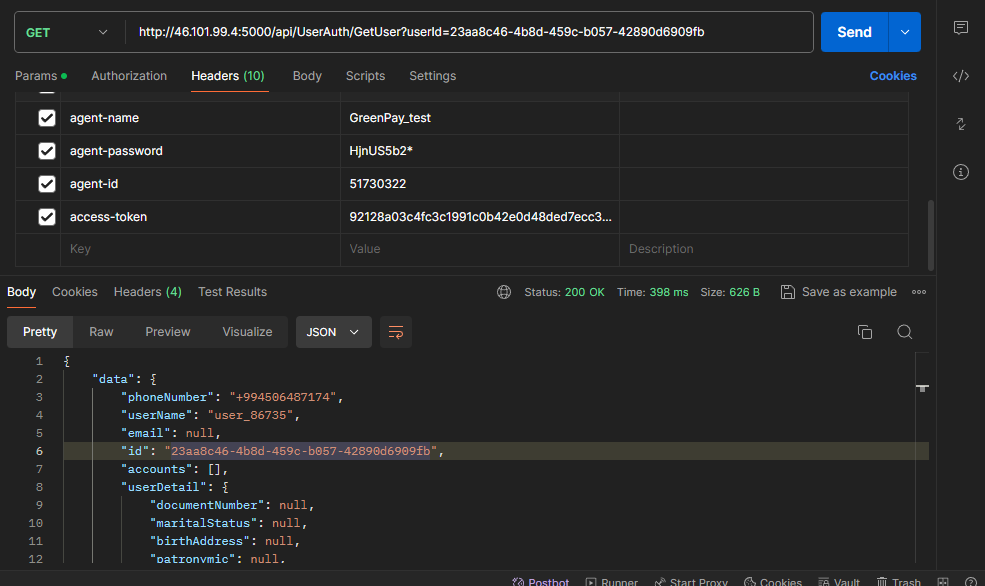 GET http://46.101.99.4:5000/api/UserAuth/GetUser?userId=23aa8c46-4b8d-459c-b057-42890d6909fb Send
Params Authorization Headers (10) Body Scripts Settings Cookies
agent-name GreenPay_test
agent-password HjnUS5b2*
agent-id 51730322
access-token 92128a03c4fc3c1991c0b42e0d48ded7ecc3...
Key Value Description
Body Cookies Headers (4) Test Results Status: 200 OK Time: 398 ms Size: 626 B Save as example
Pretty Raw Preview Visualize JSON
1 {
2 "data": {
3 "phoneNumber": "+994506487174",
4 "userName": "user_86735",
5 "email": null,
6 "id": "23aa8c46-4b8d-459c-b057-42890d6909fb",
7 "accounts": [],
8 "userDetail": {
9 "documentNumber": null,
10 "maritalStatus": null,
11 "birthAddress": null,
12 "patronymic": null,
Postbot Runner Start Proxy Cookies Vault Trash